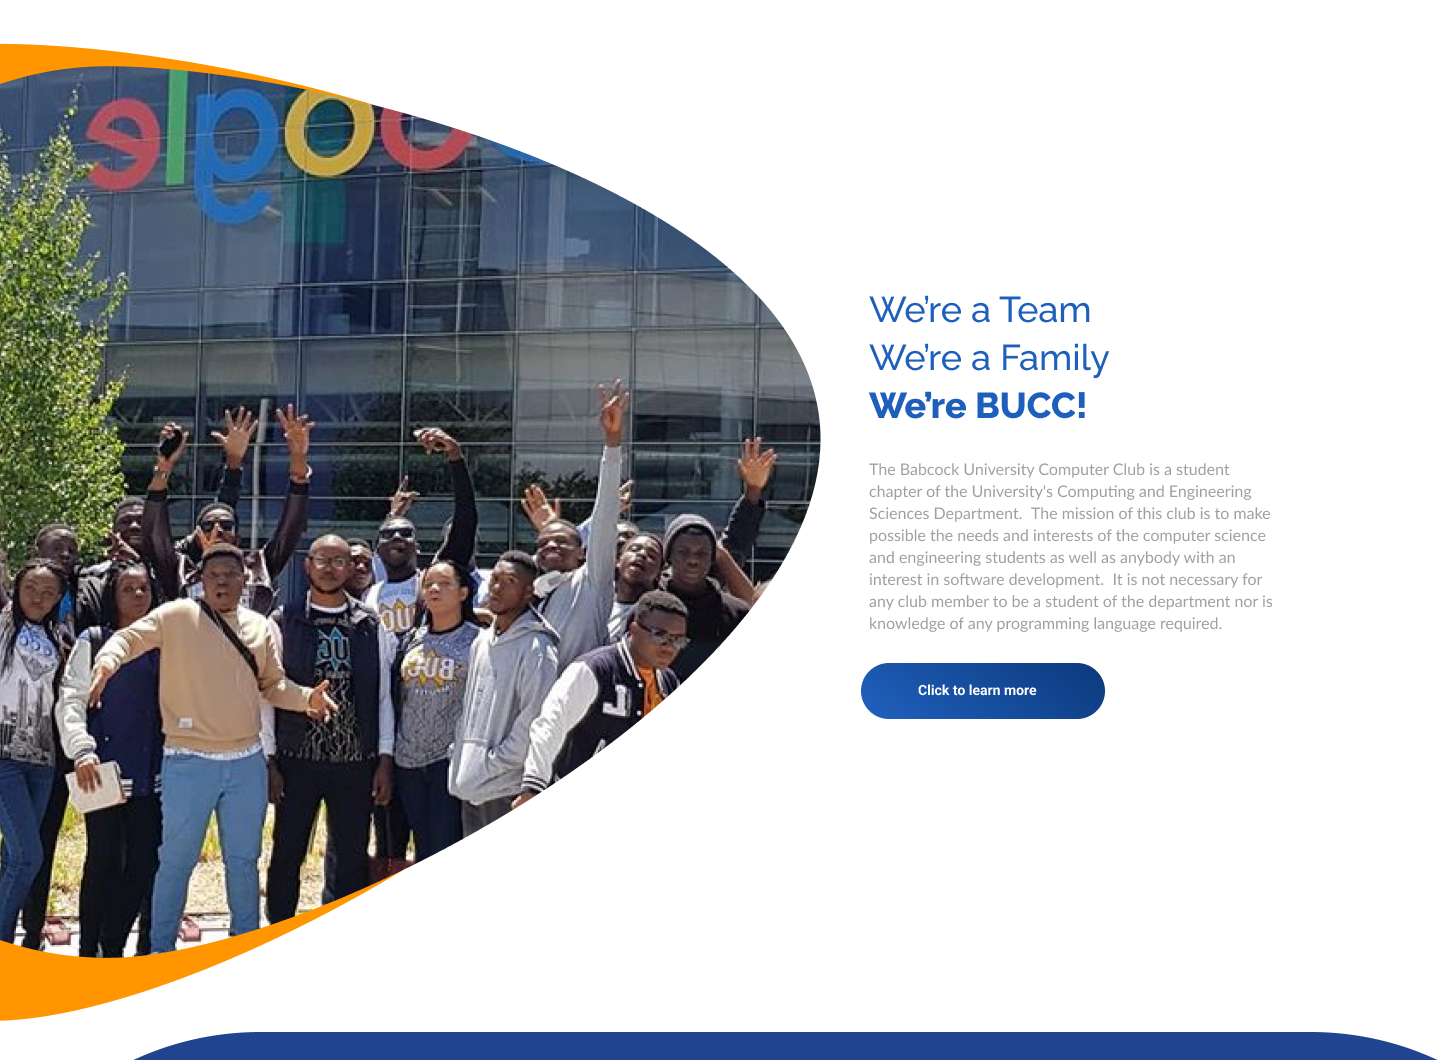 Google
We're a Team
We're a Family
We're BUCC!
The Babcock University Computer Club is a student
chapter of the University's Computing and Engineering
Sciences Department.  The mission of this club is to make
possible the needs and interests of the computer science
and engineering students as well as anybody with an
interest in software development.  It is not necessary for
any club member to be a student of the department nor is
knowledge of any programming language required.
Click to learn more